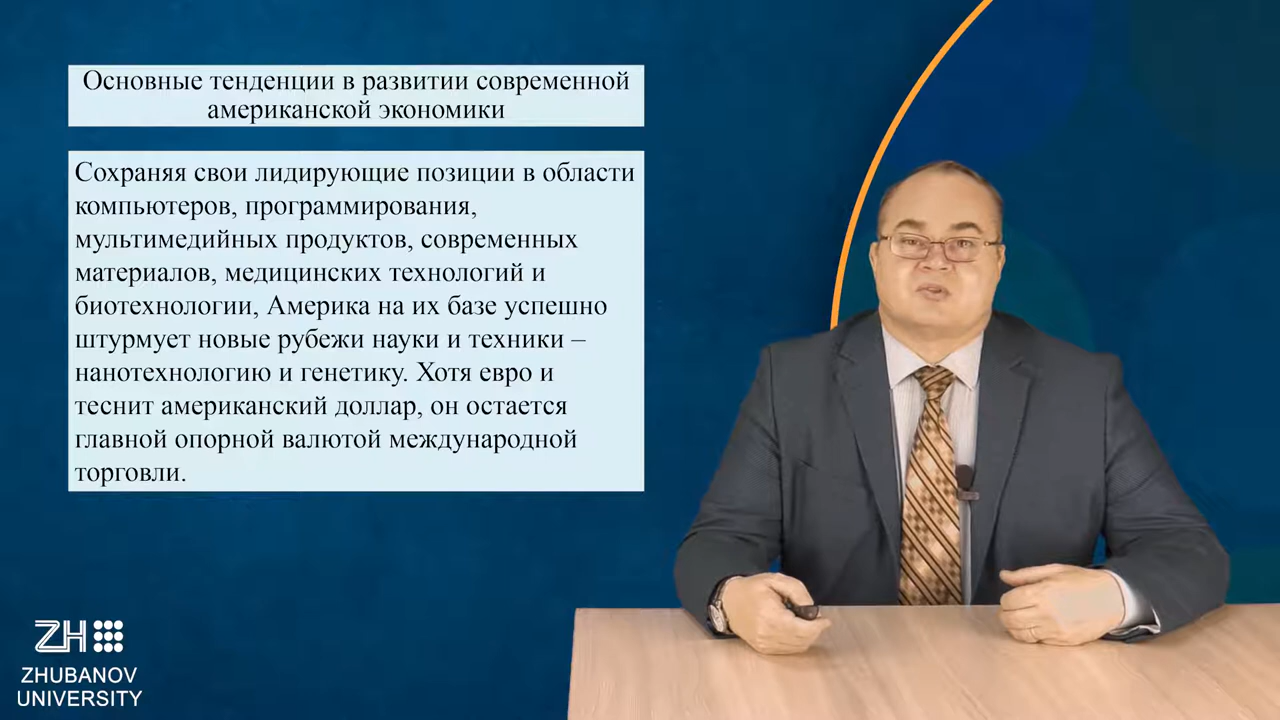 Основные тенденции в развитии современной
американской экономики
Сохраняя свои лидирующие позиции в области
компьютеров, программирования,
мультимедийных продуктов, современных
материалов, медицинских технологий и
биотехнологии, Америка на их базе успешно
штурмует новые рубежи науки и техники –
нанотехнологию и генетику. Хотя евро и
теснит американский доллар, он остается
главной опорной валютой международной
торговли.
ZH
ZHUBANOV
UNIVERSITY